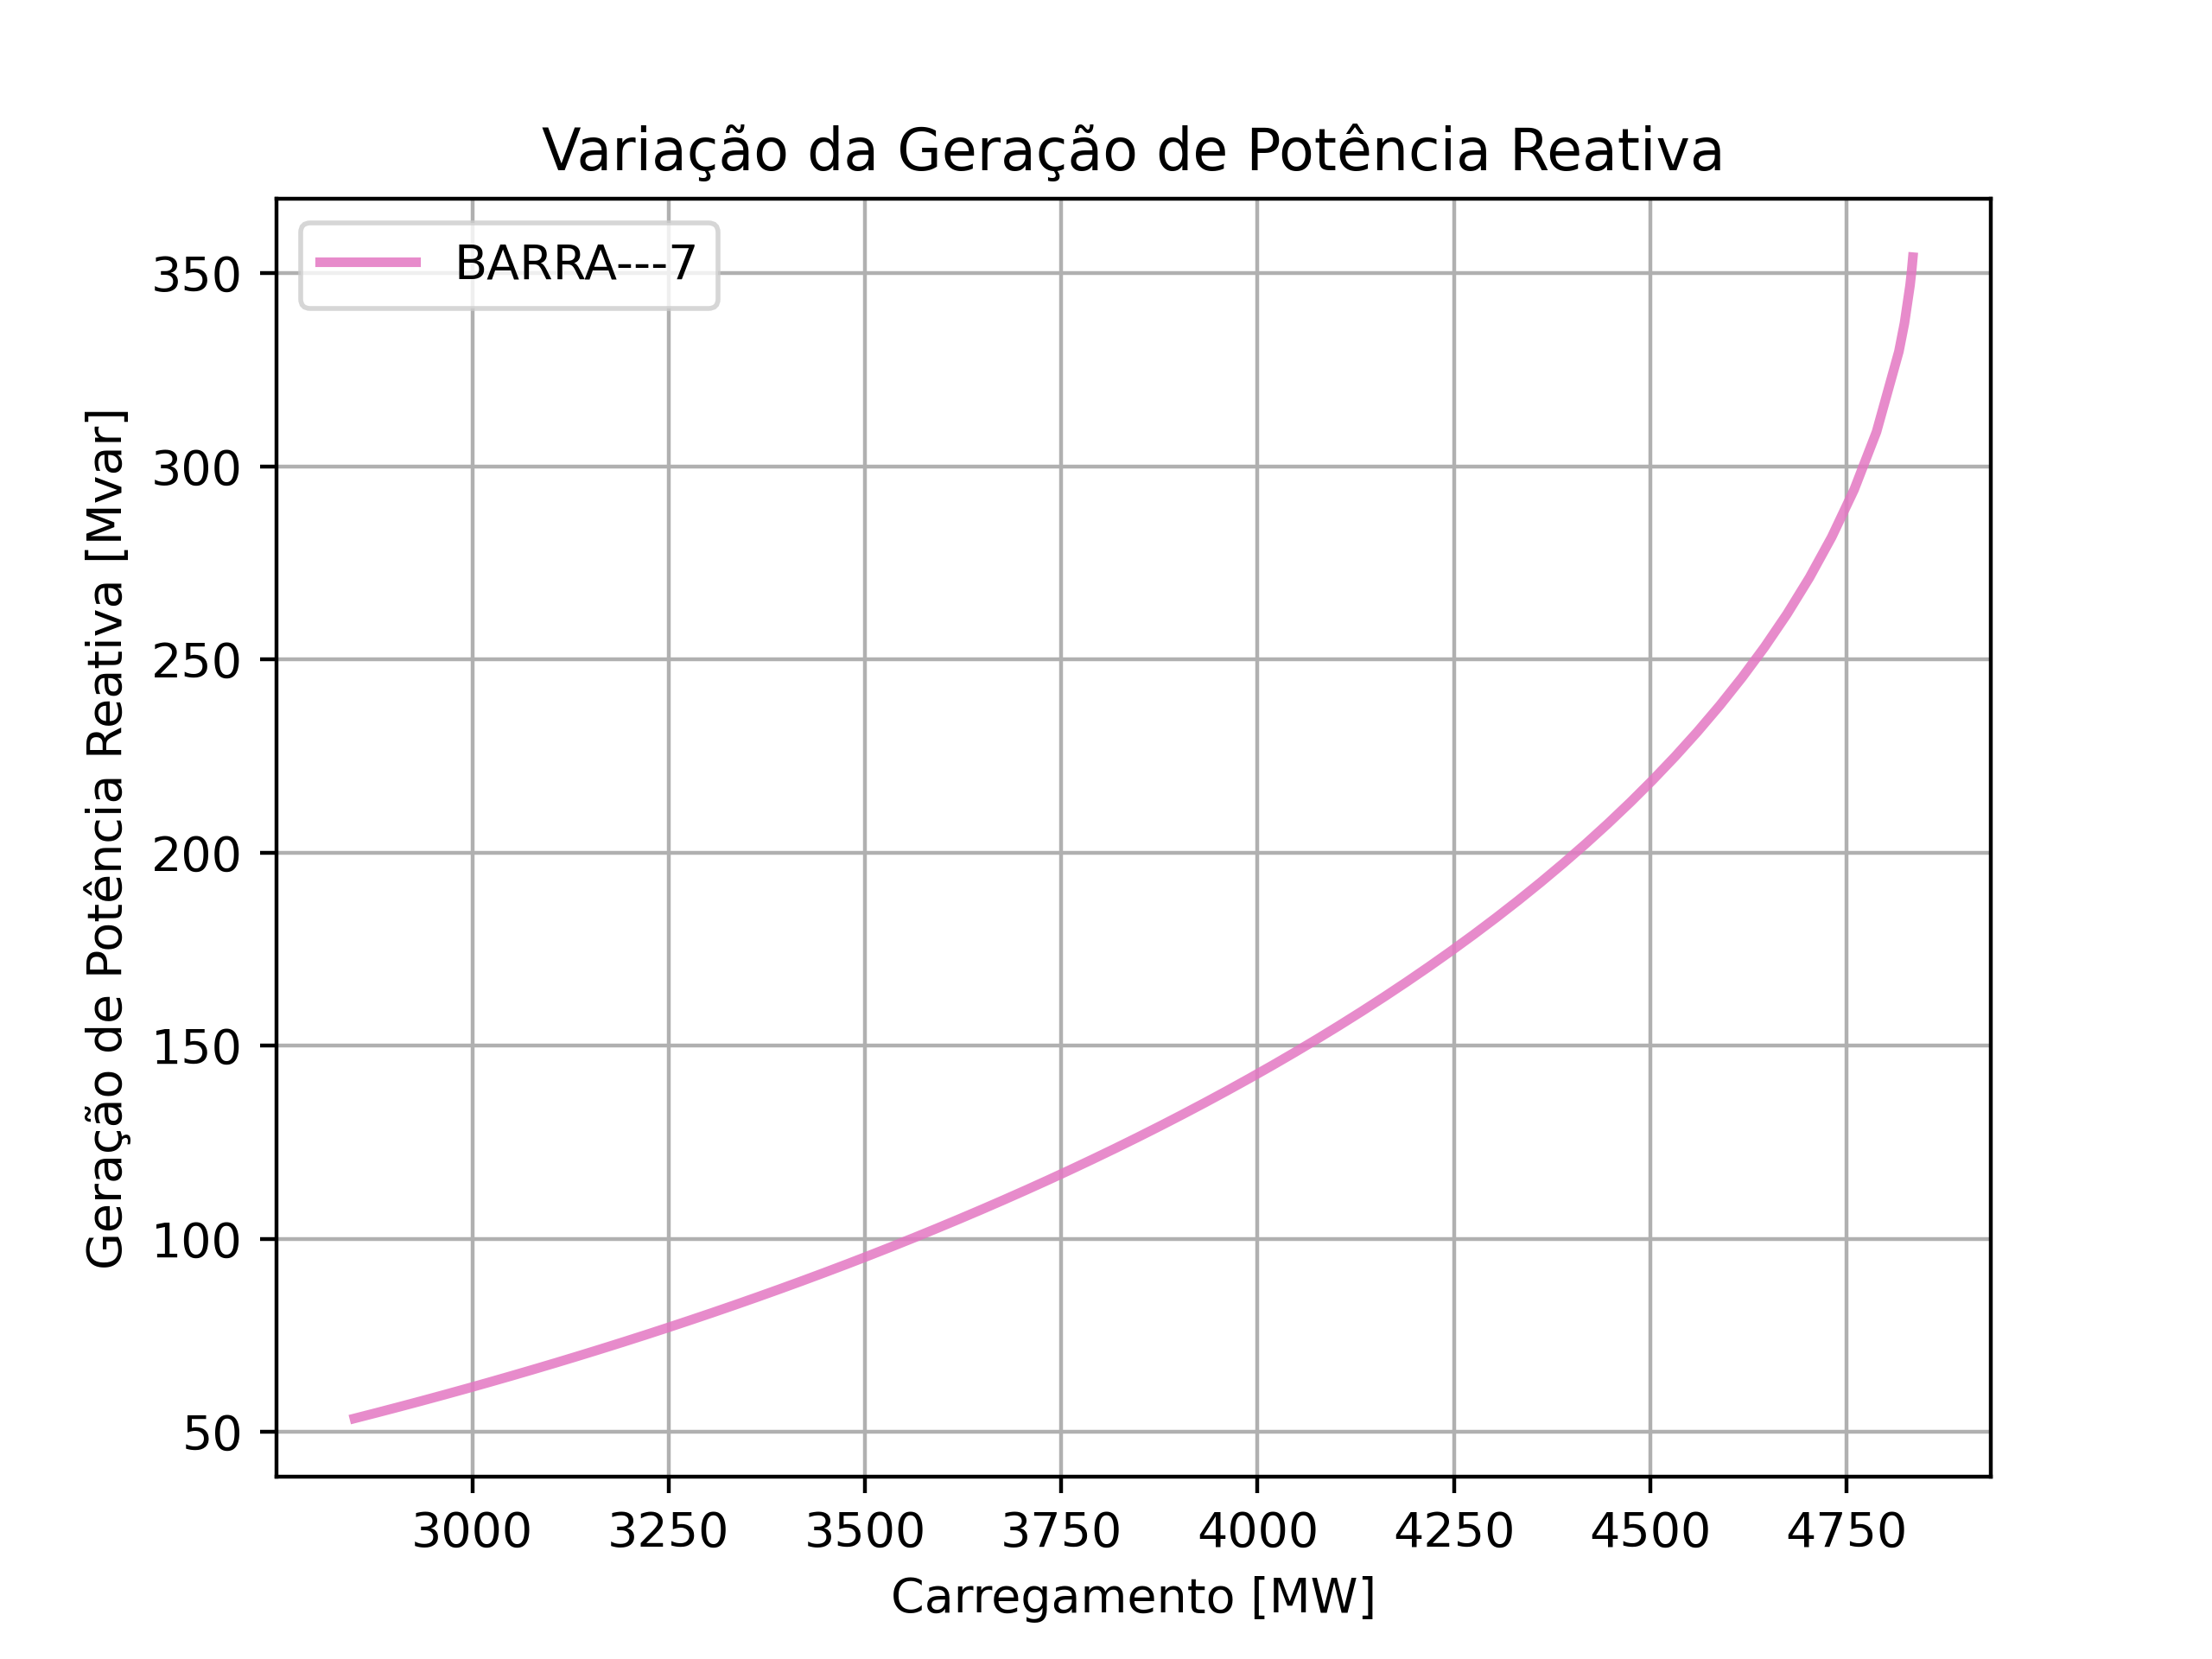 Variação da Geração de Potência Reativa
BARRA---7
Geração de Potência Reativa [Mvar]
350
300
250
200
150
100
50
3000 3250 3500 3750 4000 4250 4500 4750
Carregamento [MW]